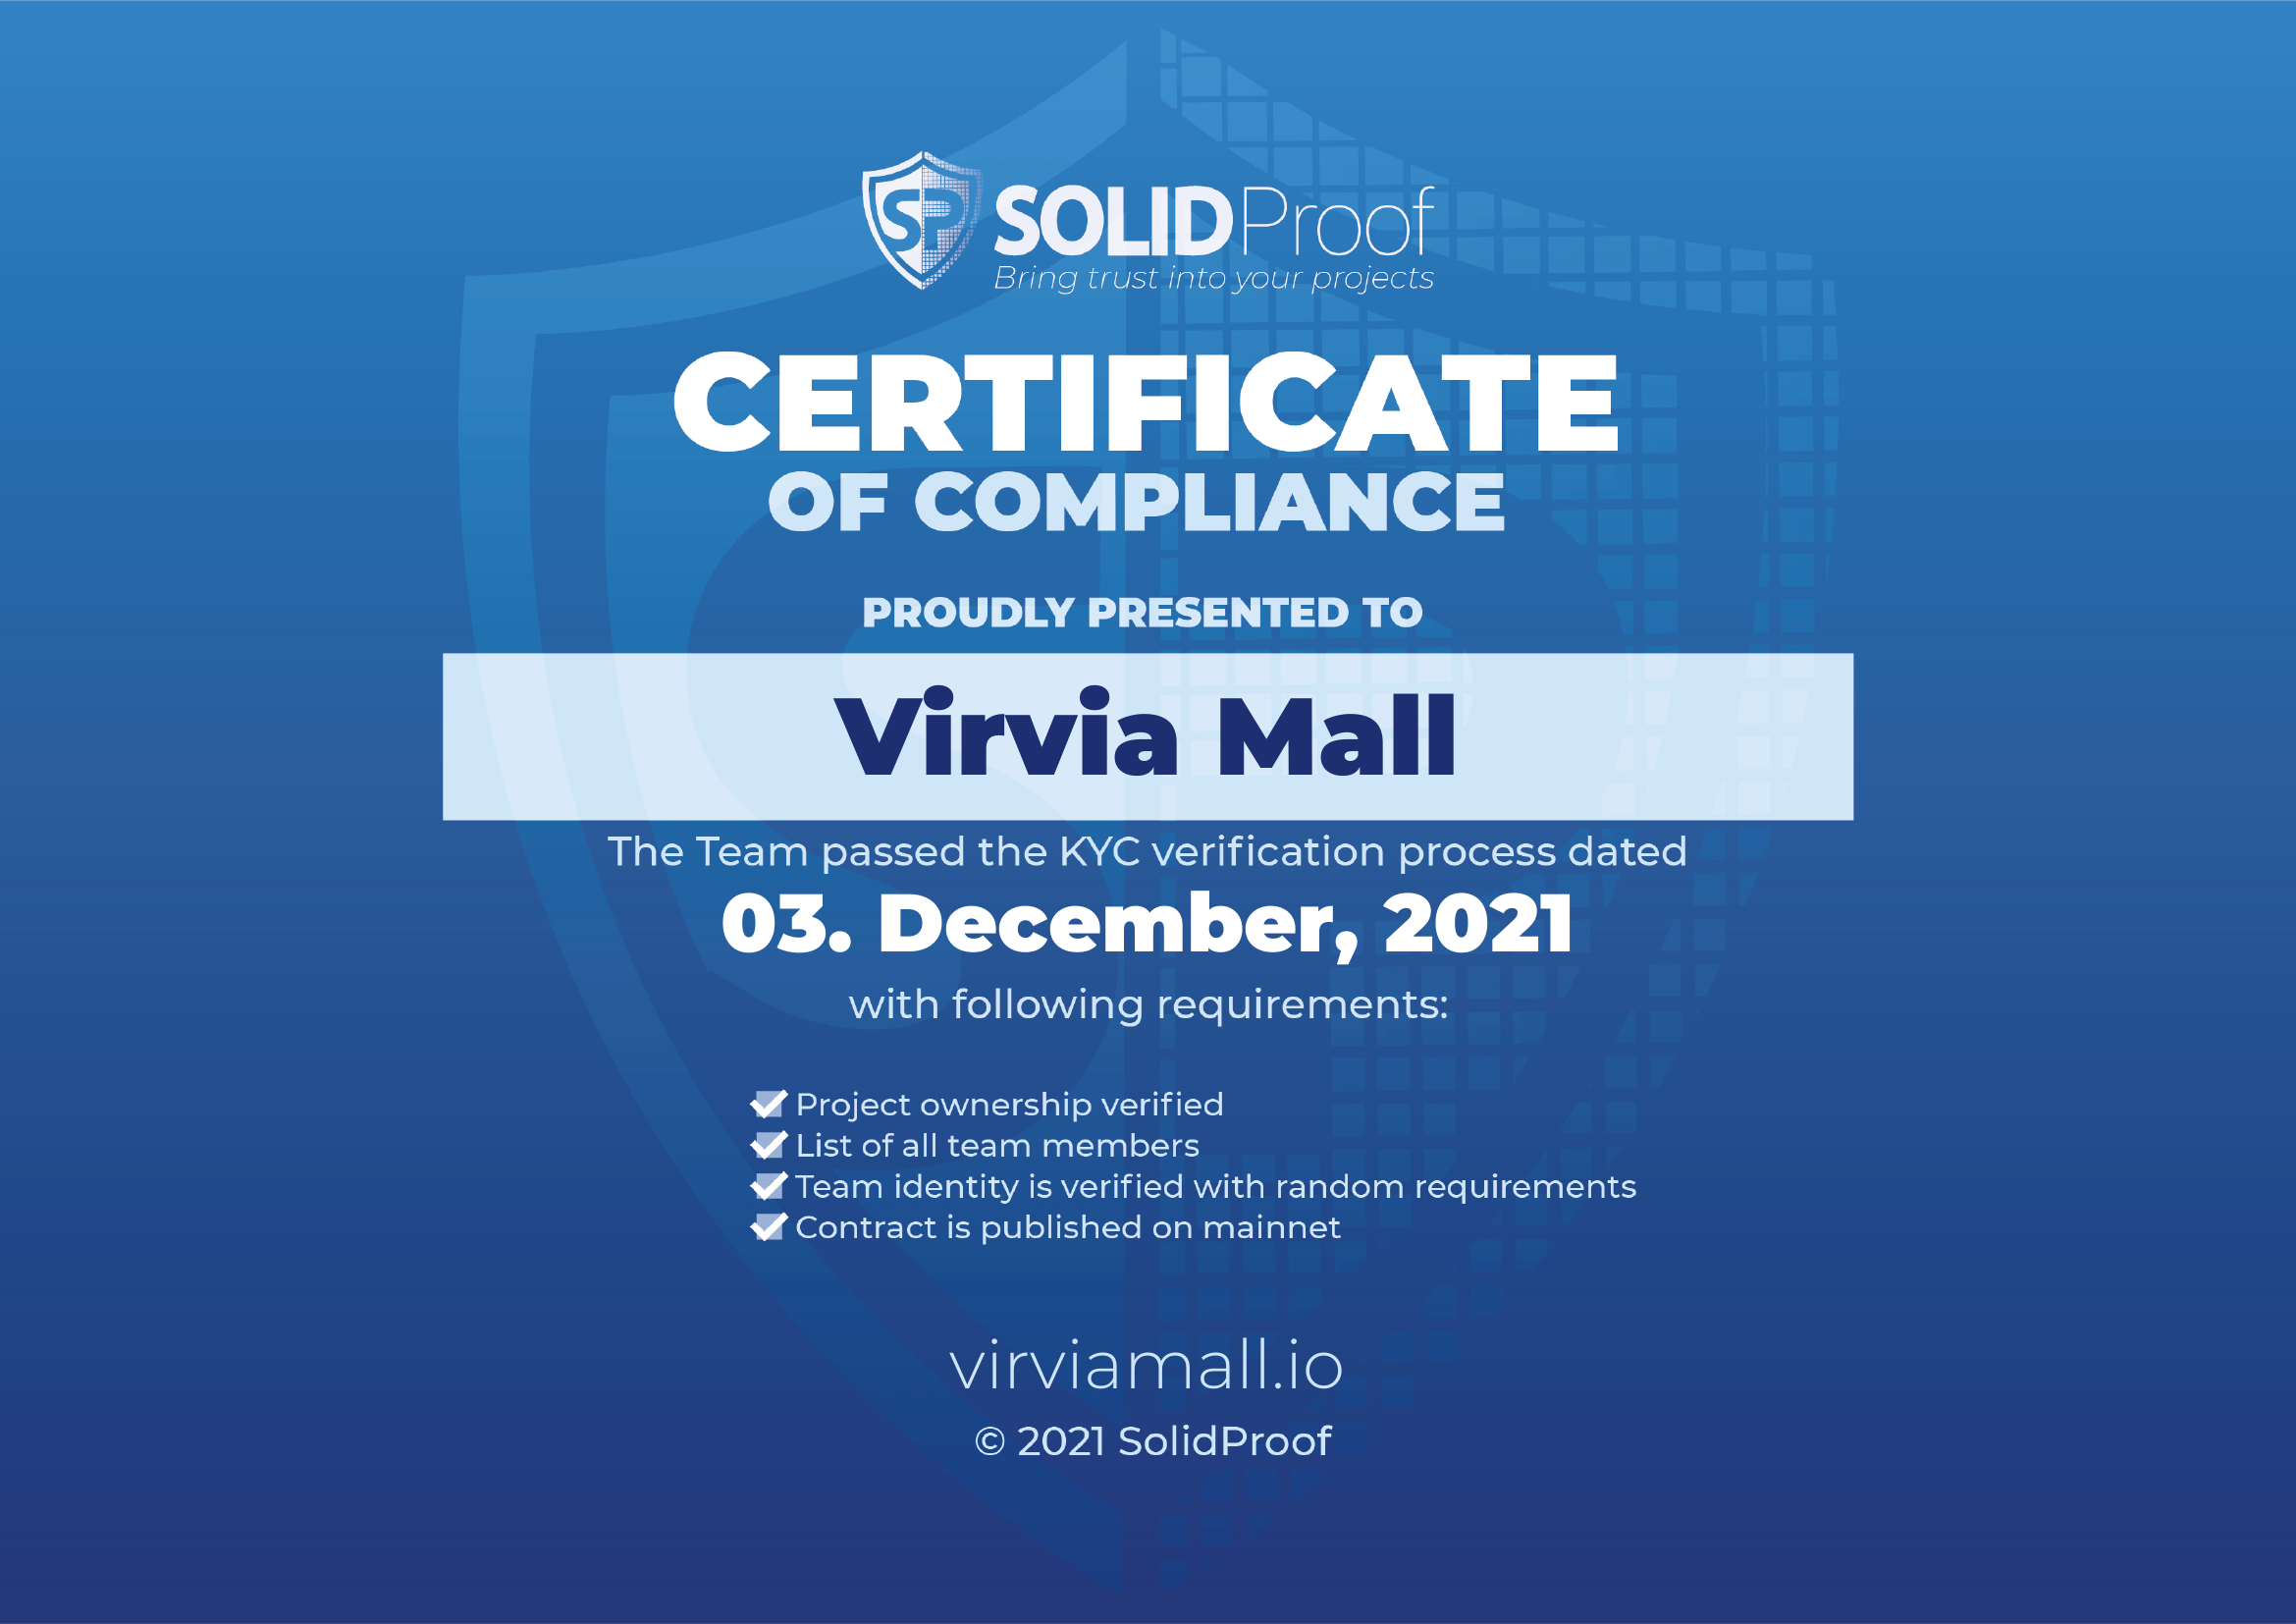 SP
SOLIDProof
Bring trust into your projects
CERTIFICATE
OF COMPLIANCE
PROUDLY PRESENTED TO
Virvia Mall
The Team passed the KYC verification process dated
03. December, 2021
with following requirements:
Project ownership verified
List of all team members
Team identity is verified with random requirements
Contract is published on mainnet
virviamall.io
© 2021 SolidProof